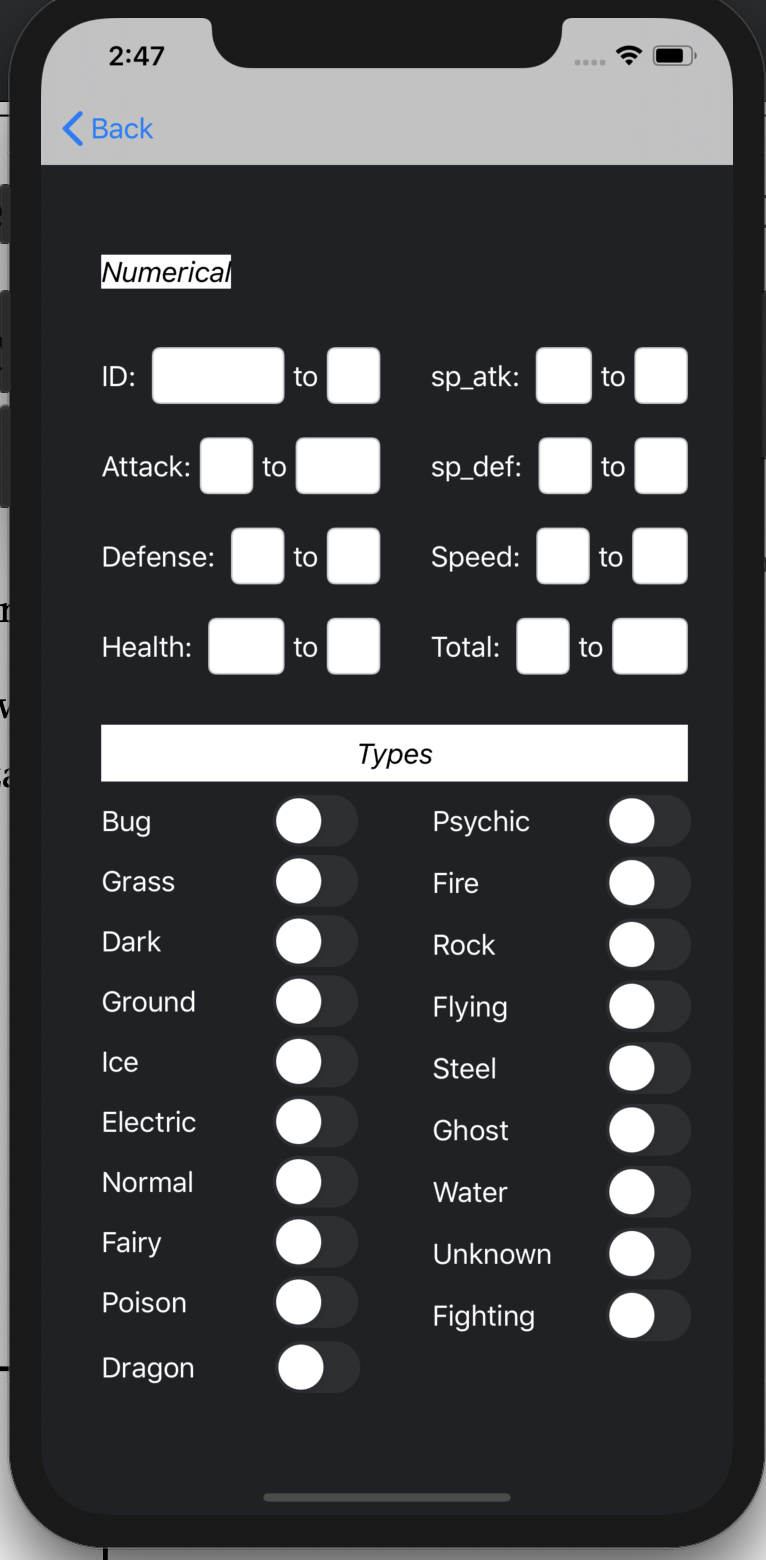 2:47
Back
Numerical
ID: to sp_atk: to
Attack: to sp_def: to
Defense: to Speed: to
Health: to Total: to
Types
Bug Psychic
Grass Fire
Dark Rock
Ground Flying
Ice Steel
Electric Ghost
Normal Water
Fairy Unknown
Poison Fighting
Dragon